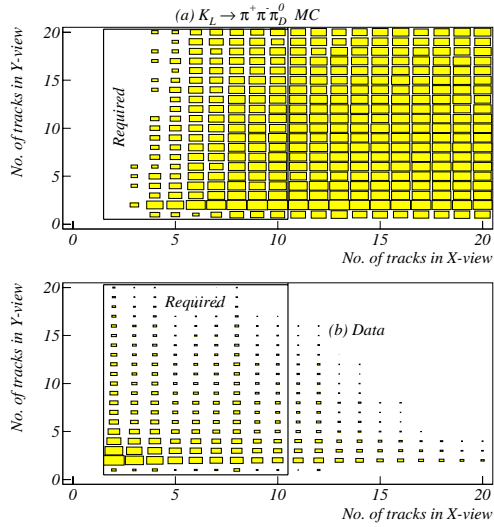 (a) K_L → π⁺π⁻π⁰_D MC
No. of tracks in Y-view
20
15
10
5
0
Required
0 5 10 15 20
No. of tracks in X-view
No. of tracks in Y-view
20
15
10
5
0
Required
(b) Data
0 5 10 15 20
No. of tracks in X-view